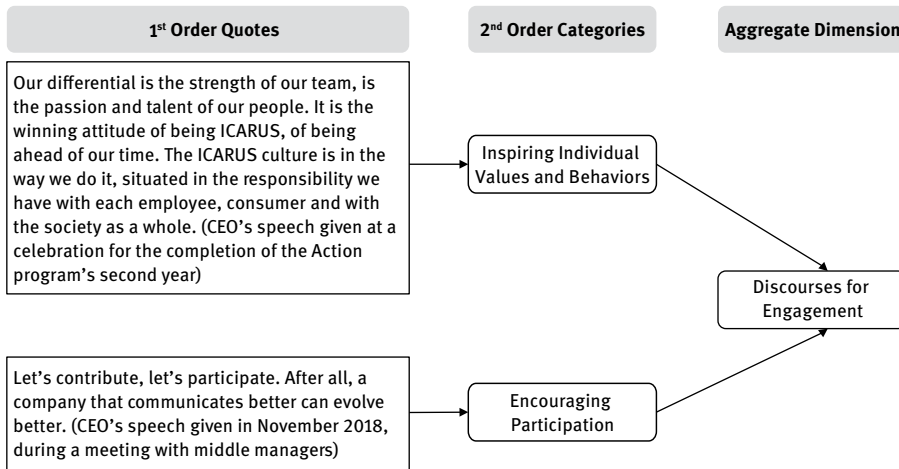 1st Order Quotes
2nd Order Categories
Aggregate Dimension
Our differential is the strength of our team, is
the passion and talent of our people. It is the
winning attitude of being ICARUS, of being
ahead of our time. The ICARUS culture is in the
way we do it, situated in the responsibility we
have with each employee, consumer and with
the society as a whole. (CEO’s speech given at a
celebration for the completion of the Action
program’s second year)
Inspiring Individual
Values and Behaviors
Discourses for
Engagement
Let’s contribute, let’s participate. After all, a
company that communicates better can evolve
better. (CEO’s speech given in November 2018,
during a meeting with middle managers)
Encouraging
Participation